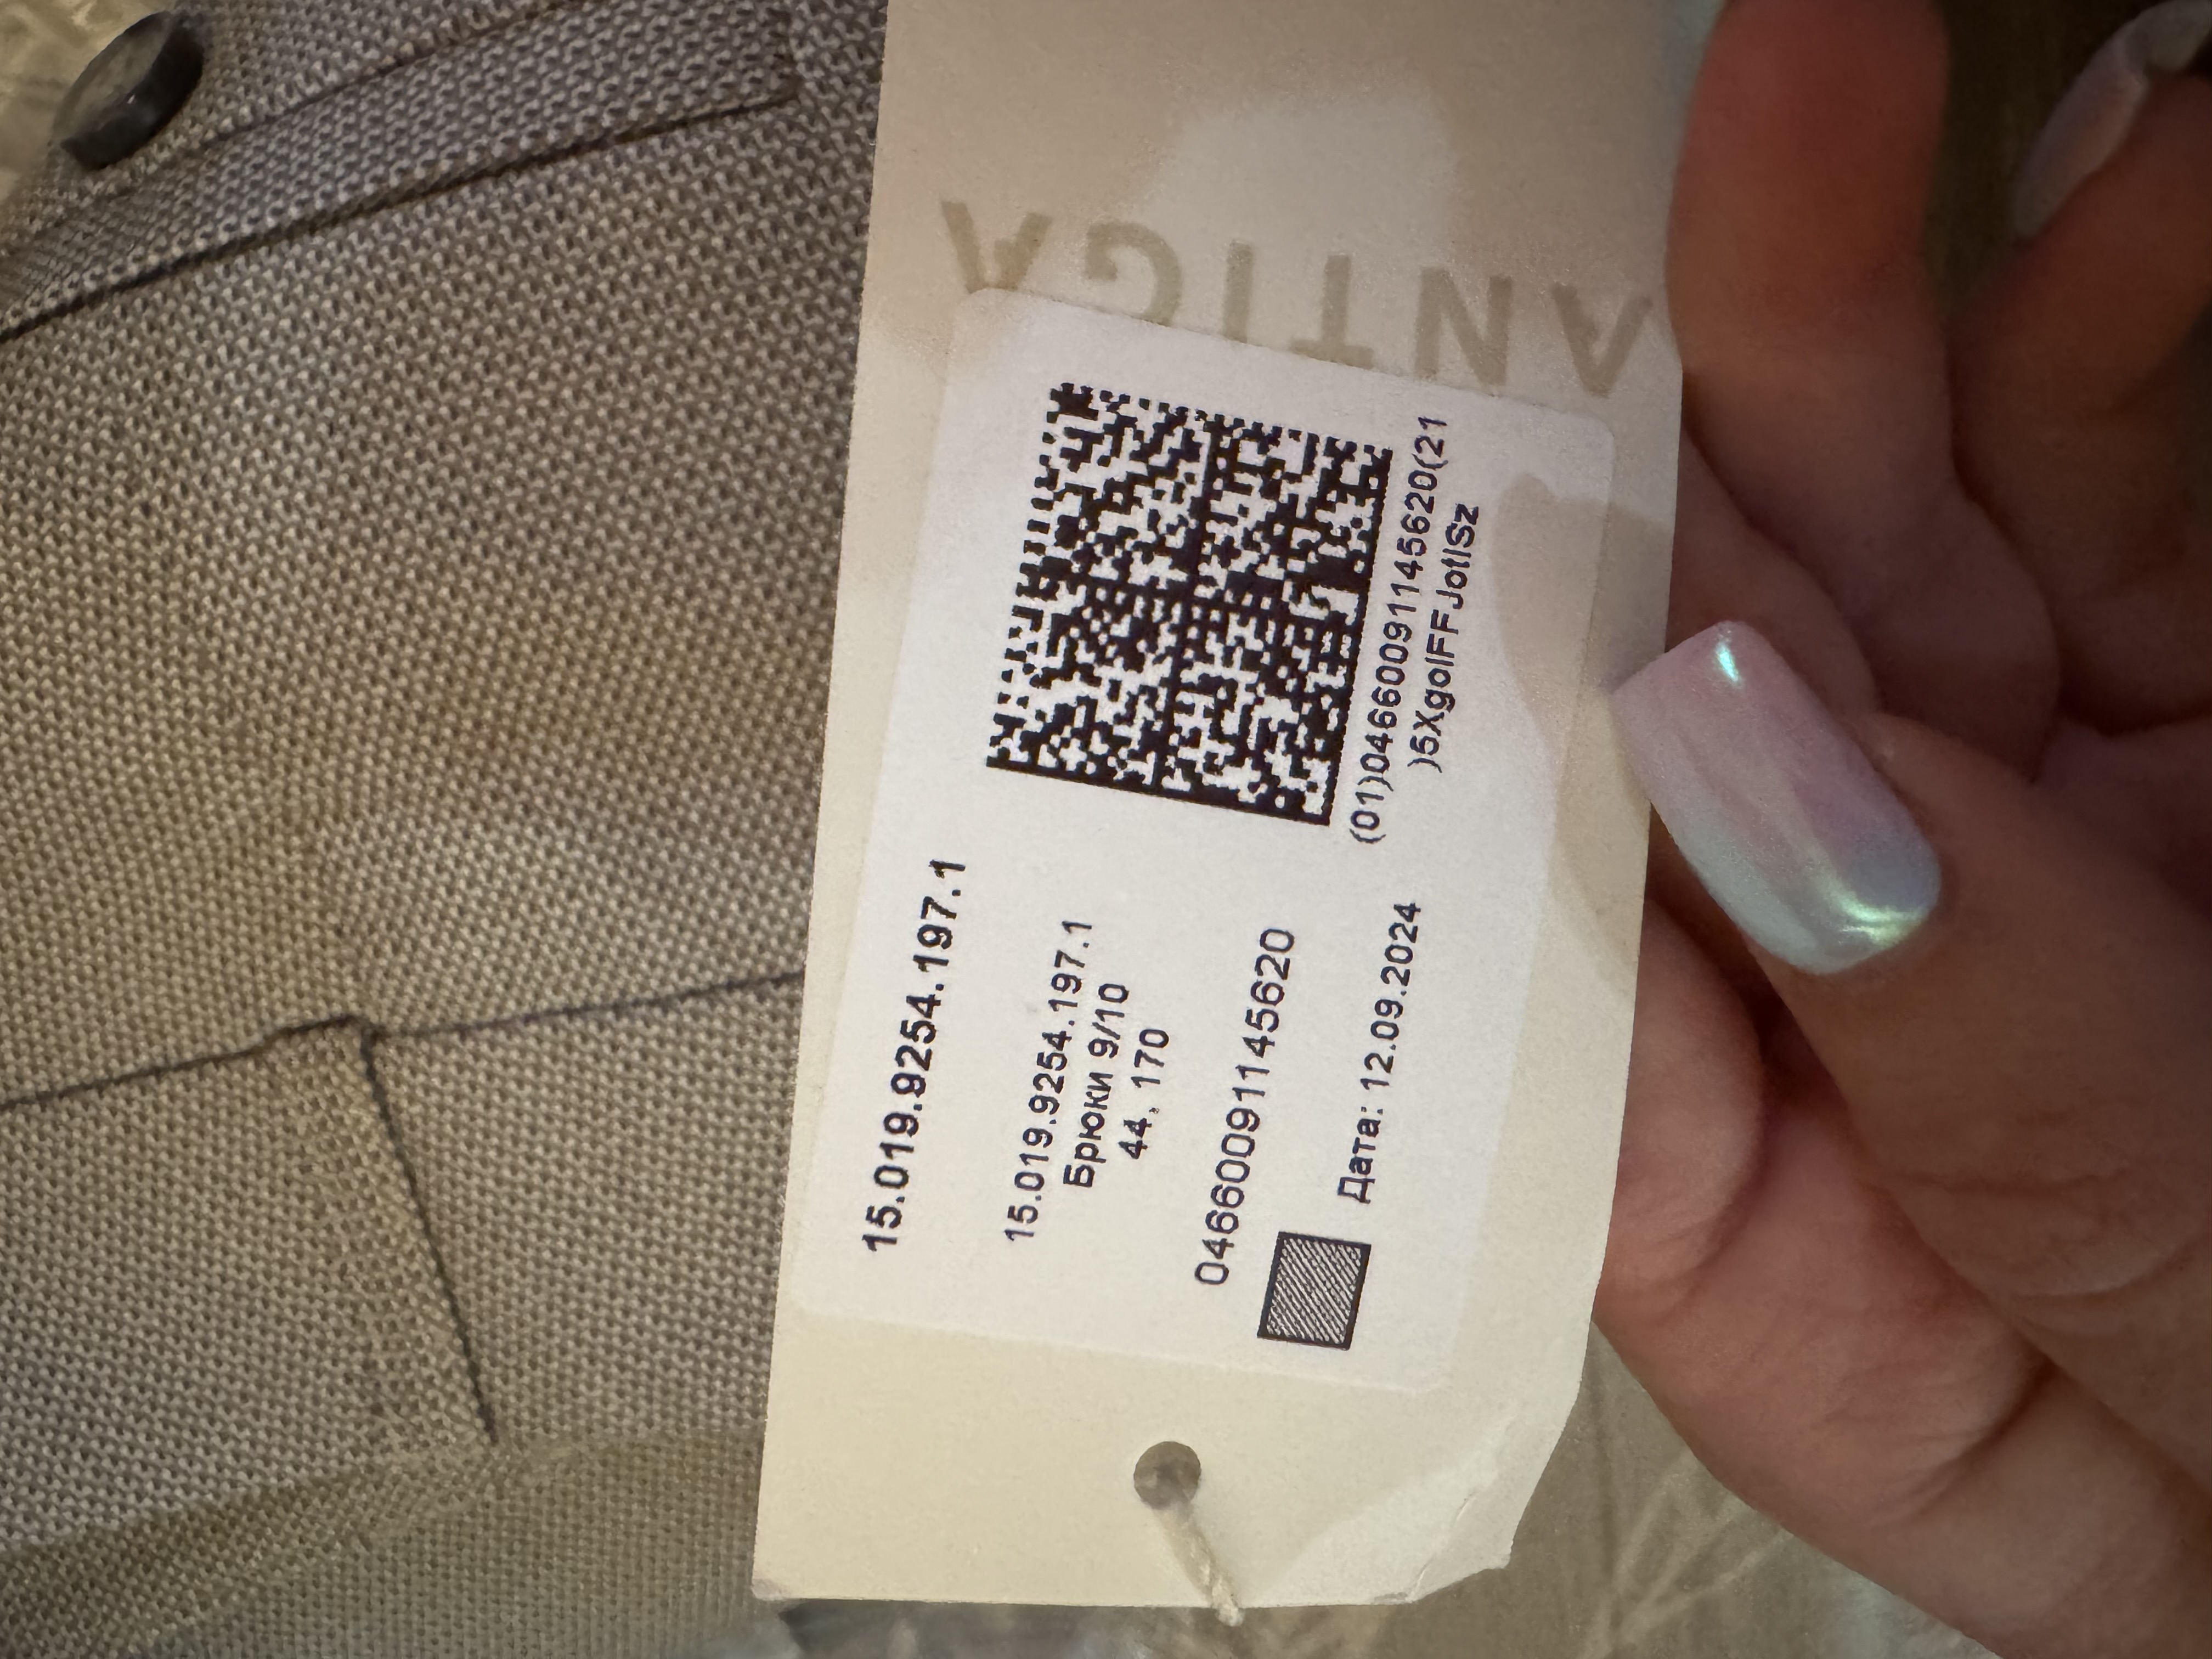 15.019.9254.197.1
15.019.9254.197.1
Брюки 9/10
44, 170
04660091145620
Дата: 12.09.2024
(01)04660091145620(21
)5XgolFFJotlSz
ANTIGA